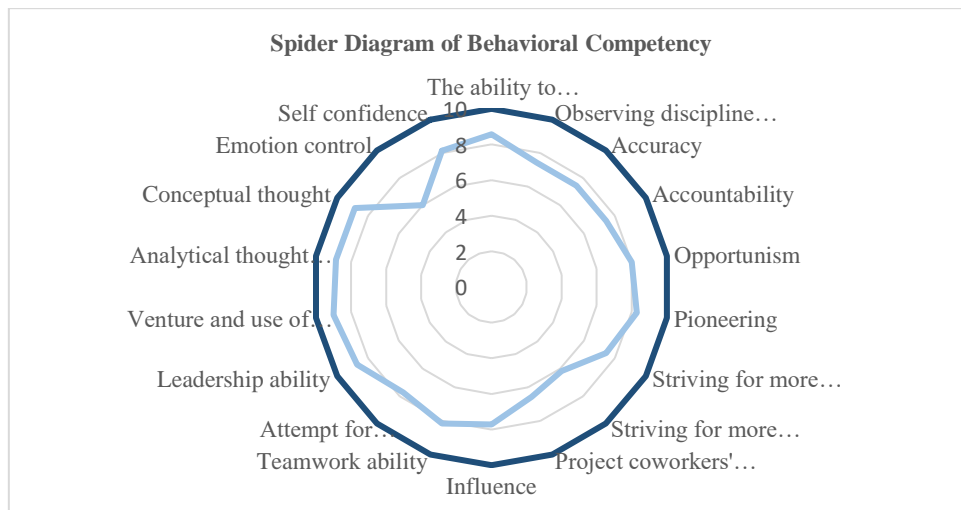 Spider Diagram of Behavioral Competency
The ability to…
Observing discipline…
Accuracy
Accountability
Opportunism
Pioneering
Striving for more…
Striving for more…
Project coworkers'…
Influence
Teamwork ability
Attempt for…
Leadership ability
Venture and use of…
Analytical thought…
Conceptual thought
Emotion control
Self confidence
10
8
6
4
2
0